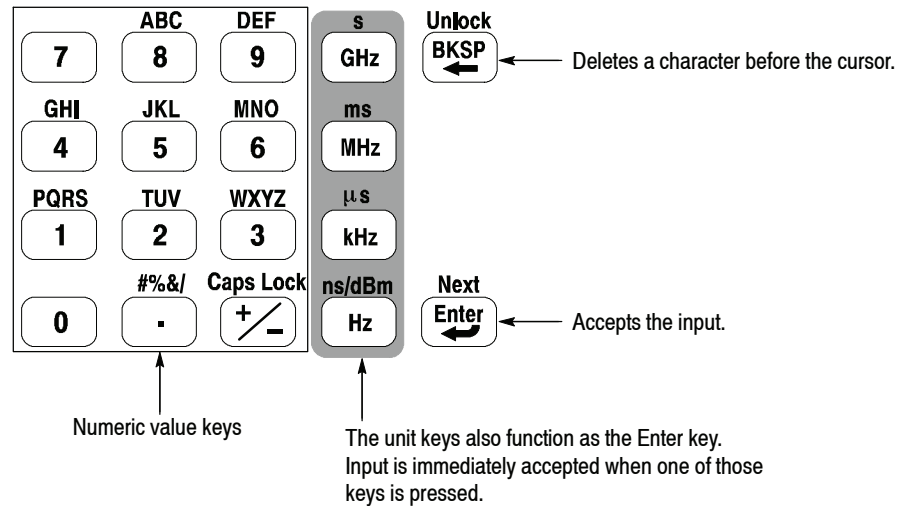 ABC DEF s Unlock
7 8 9 GHz BKSP
Deletes a character before the cursor.
GHI JKL MNO ms
4 5 6 MHz
PQRS TUV WXYZ μs
1 2 3 kHz
#%&/ Caps Lock ns/dBm Next
0 . +/− Hz Enter
Accepts the input.
Numeric value keys
The unit keys also function as the Enter key.
Input is immediately accepted when one of those
keys is pressed.